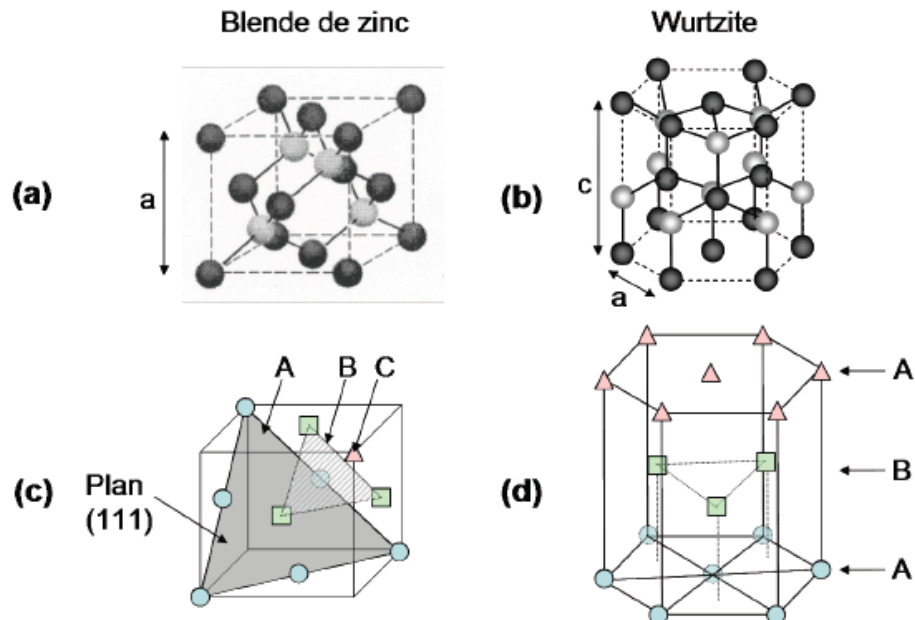 Blende de zinc
Wurtzite
(a)
a
(b)
c
a
A B C
(c)
Plan
(111)
(d)
A
B
A